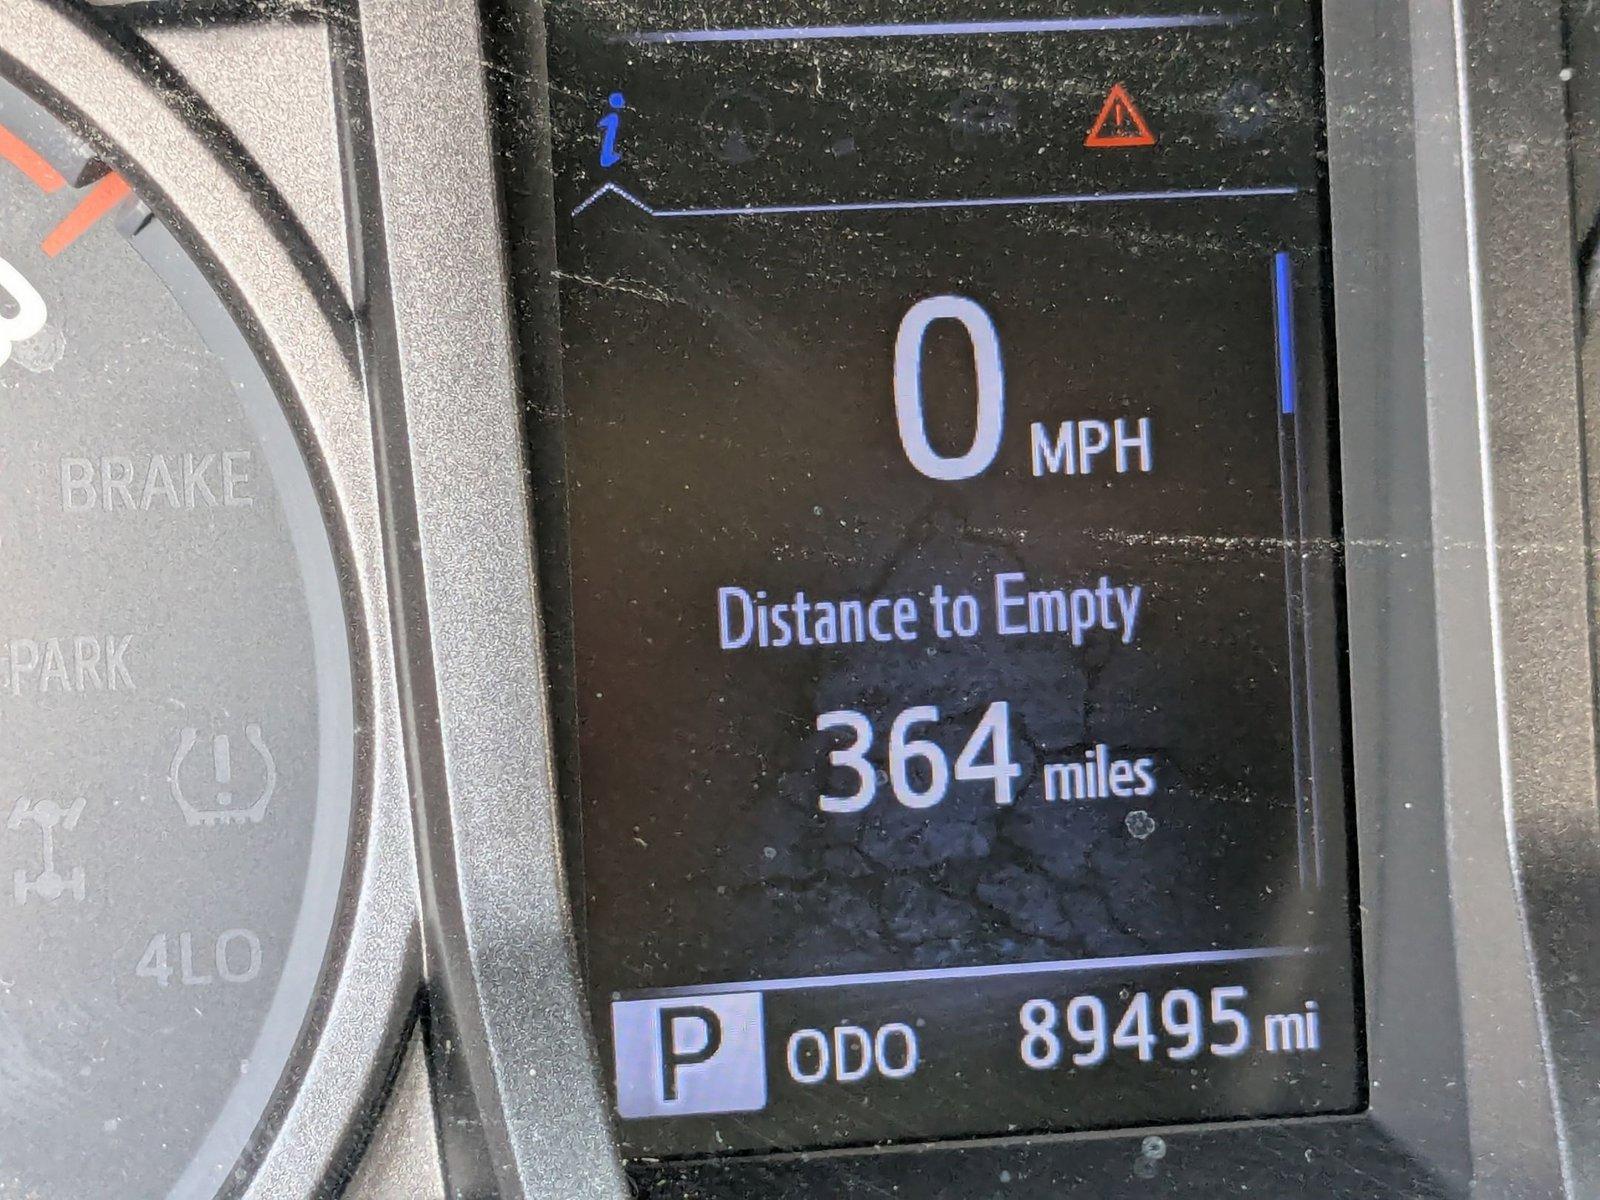 i
0 MPH
BRAKE
Distance to Empty
PARK
364 miles
4LO
P ODO 89495 mi